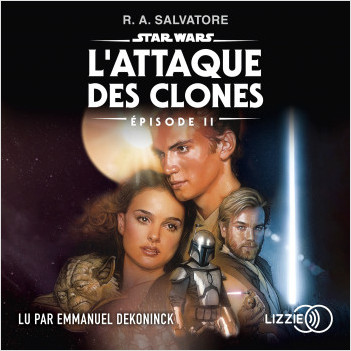 R. A. SALVATORE
STAR WARS
L'ATTAQUE
DES CLONES
ÉPISODE II
LU PAR EMMANUEL DEKONINCK
LIZZIE